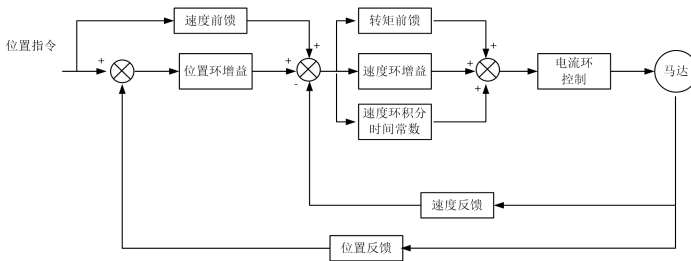 速度前馈
转矩前馈
位置指令
+
+
+
+
位置环增益
+
-
速度环增益
+
+
电流环
控制
马达
速度环积分
时间常数
速度反馈
位置反馈